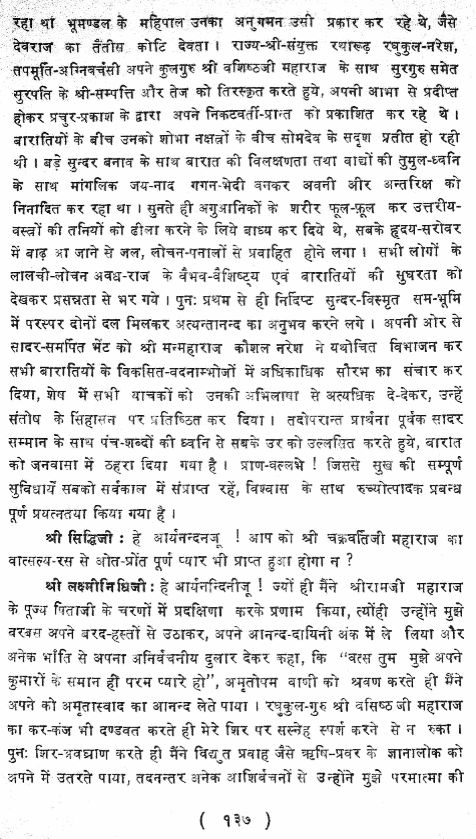 रहा था भूमण्डल के महिपाल उनका अनुगमन उसी प्रकार कर रहे थे, जैसे
देवराज का तैंतीस कोटि देवता । राज्य-श्री-संयुक्त रथारूढ़ रघुकुल-नरेश,
तपमूर्ति-अग्निवर्चसी अपने कुलगुरु श्री वशिष्ठजी महाराज के साथ सुरगुरु समेत
सुरपति के श्री-सम्पत्ति और तेज को तिरस्कृत करते हुये, अपनी आभा से प्रदीप्त
होकर प्रचुर-प्रकाश के द्वारा अपने निकटवर्ती-प्रान्त को प्रकाशित कर रहे थे ।
बारातियों के बीच उनको शोभा नक्षत्रों के बीच सोमदेव के सदृश प्रतीत हो रही
थी । बड़े सुन्दर बनाव के साथ बारात की विलक्षणता तथा वाद्यों की तुमुल-ध्वनि
के साथ मांगलिक जय-नाद गगन-भेदी बनकर अवनी और अन्तरिक्ष को
निनादित कर रहा था । सुनते ही अगुआनिकों के शरीर फूल-फूल कर उत्तरीय-
वस्त्रों की तनियों को ढीला करने के लिये बाध्य कर दिये थे, सबके हृदय-सरोवर
में बाढ़ आ जाने से जल, लोचन-पनालों से प्रवाहित होने लगा । सभी लोगों के
लालची-लोचन अवध-राज के वैभव-वैशिष्ट्य एवं बारातियों की सुघरता को
देखकर प्रसन्नता से भर गये । पुनः प्रथम से ही निर्दिष्ट सुन्दर-विस्मृत सम-भूमि
में परस्पर दोनों दल मिलकर अत्यन्तानन्द का अनुभव करने लगे । अपनी ओर से
सादर-समर्पित भेंट को श्री मन्महाराज कौशल नरेश ने यथोचित विभाजन कर
सभी बारातियों के विकसित-वदनाम्भोजों में अधिकाधिक सौरभ का संचार कर
दिया, शेष में सभी याचकों को उनकी अभिलाषा से अत्यधिक दे-देकर, उन्हें
संतोष के सिंहासन पर प्रतिष्ठित कर दिया । तदोपरान्त प्रार्थना पूर्वक सादर
सम्मान के साथ पंच-शब्दों की ध्वनि से सबके उर को उल्लसित करते हुये, बारात
को जनवासा में ठहरा दिया गया है । प्राण-वल्लभे ! जिससे सुख की सम्पूर्ण
सुविधायें सबको सर्वकाल में संप्राप्त रहें, विश्वास के साथ रुच्योत्पादक प्रबन्ध
पूर्ण प्रयत्नतया किया गया है ।
श्री सिद्धिजी : हे आर्यनन्दनजू ! आप को श्री चक्रवर्तिजी महाराज का
वात्सल्य-रस से ओत-प्रोत पूर्ण प्यार भी प्राप्त हुआ होगा न ?
श्री लक्ष्मीनिधिजी : हे आर्यनन्दिनीजू ! ज्यों ही मैंने श्रीरामजी महाराज
के पूज्य पिताजी के चरणों में प्रदक्षिणा करके प्रणाम किया, त्योंही उन्होंने मुझे
वरबस अपने बरद-हस्तों से उठाकर, अपने आनन्द-दायिनी अंक में ले लिया और
अनेक भाँति से अपना अनिर्वचनीय दुलार देकर कहा, कि "वत्स तुम मुझे अपने
कुमारों के समान ही परम प्यारे हो", अमृतोपम वाणी को श्रवण करते ही मैंने
अपने को अमृतास्वाद का आनन्द लेते पाया । रघुकुल-गुरु श्री वसिष्ठजी महाराज
का कर-कंज भी दण्डवत करते ही मेरे शिर पर सस्नेह स्पर्श करने से न रुका ।
पुनः शिर-अवघ्राण करते ही मैंने विद्युत प्रवाह जैसे ऋषि-प्रवर के ज्ञानालोक को
अपने में उतरते पाया, तदनन्तर अनेक आशिर्वचनों से उन्होंने मुझे परमात्मा की
( १३७ )